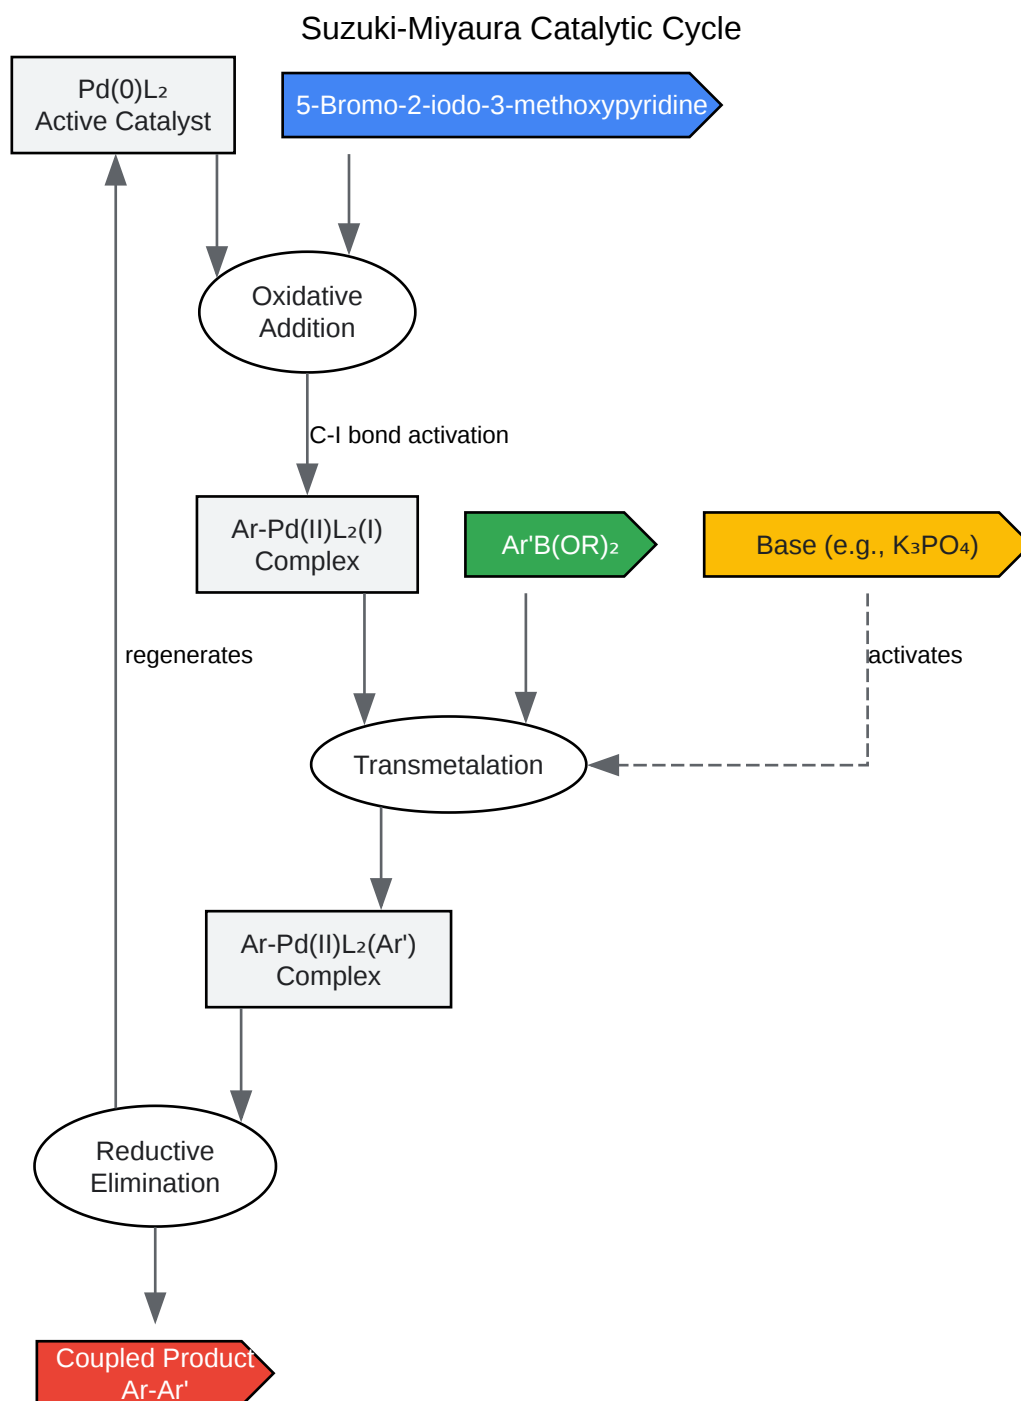 Suzuki-Miyaura Catalytic Cycle
Pd(0)L₂
Active Catalyst
5-Bromo-2-iodo-3-methoxypyridine
Oxidative
Addition
C-I bond activation
Ar-Pd(II)L₂(I)
Complex
Ar'B(OR)₂
Base (e.g., K₃PO₄)
regenerates
activates
Transmetalation
Ar-Pd(II)L₂(Ar')
Complex
Reductive
Elimination
Coupled Product
Ar-Ar'